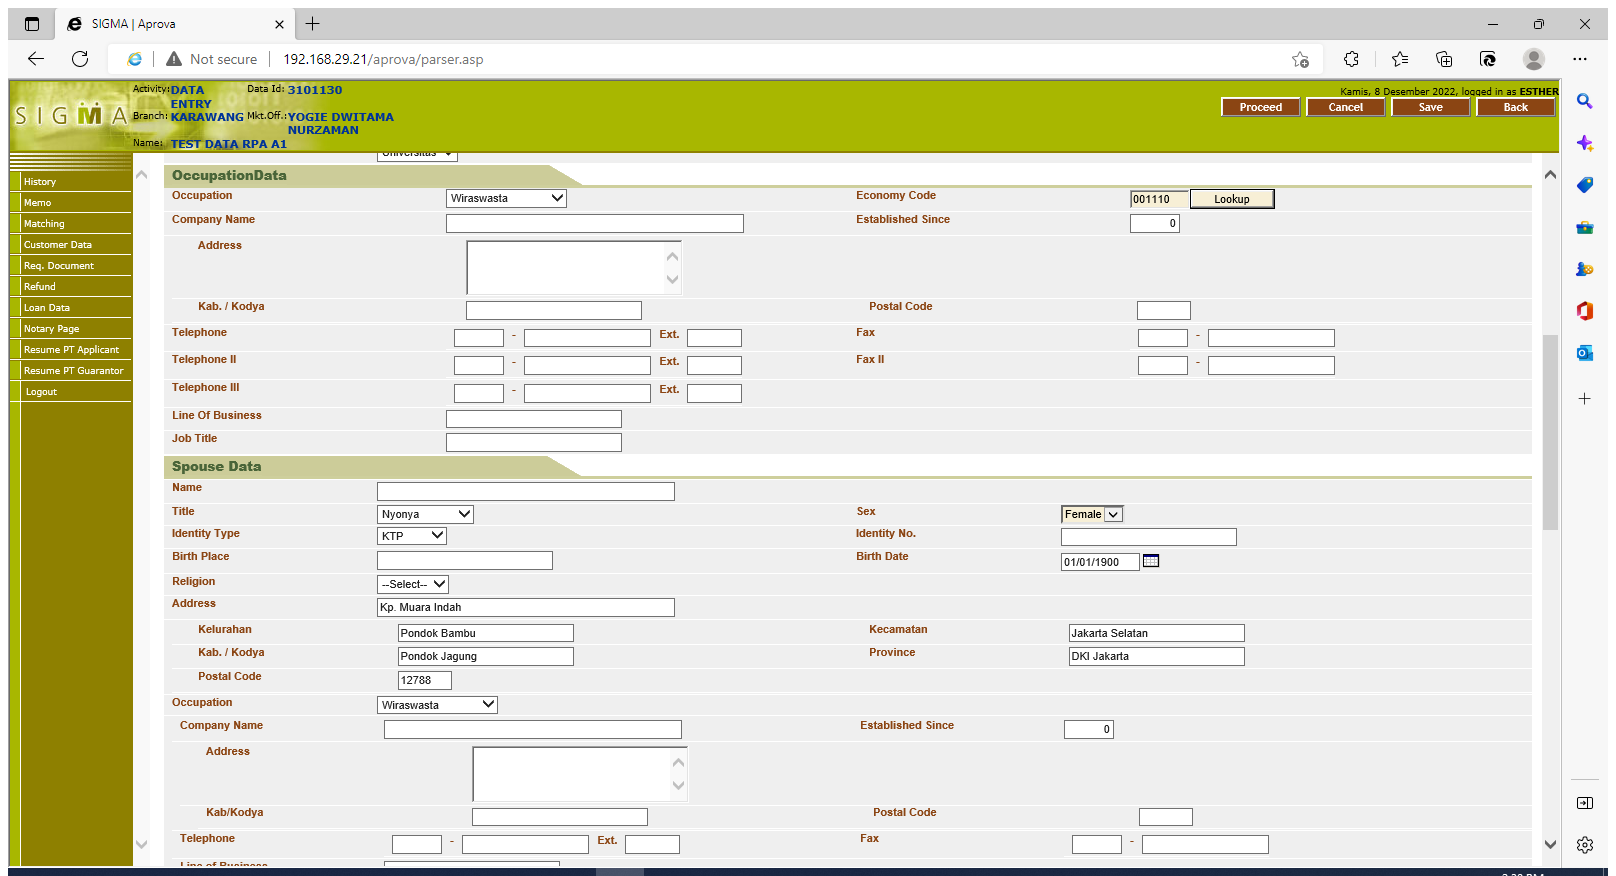 SIGMA | Aprova
Not secure 192.168.29.21/aprova/parser.asp
SIGMA
Activity: DATA ENTRY Data Id: 3101130
Branch: KARAWANG Mkt.Off.: YOGIE DWITAMA NURZAMAN
Name: TEST DATA RPA A1
Kamis, 8 Desember 2022, logged in as ESTHER
Proceed Cancel Save Back
History
Memo
Matching
Customer Data
Req. Document
Refund
Loan Data
Notary Page
Resume PT Applicant
Resume PT Guarantor
Logout
Universitas
OccupationData
Occupation Wiraswasta Economy Code 001110 Lookup
Company Name Established Since 0
Address
Kab. / Kodya Postal Code
Telephone - Ext. Fax -
Telephone II - Ext. Fax II -
Telephone III - Ext.
Line Of Business
Job Title
Spouse Data
Name
Title Nyonya Sex Female
Identity Type KTP Identity No.
Birth Place Birth Date 01/01/1900
Religion --Select--
Address Kp. Muara Indah
Kelurahan Pondok Bambu Kecamatan Jakarta Selatan
Kab. / Kodya Pondok Jagung Province DKI Jakarta
Postal Code 12788
Occupation Wiraswasta
Company Name Established Since 0
Address
Kab/Kodya Postal Code
Telephone - Ext. Fax -
Line of Business